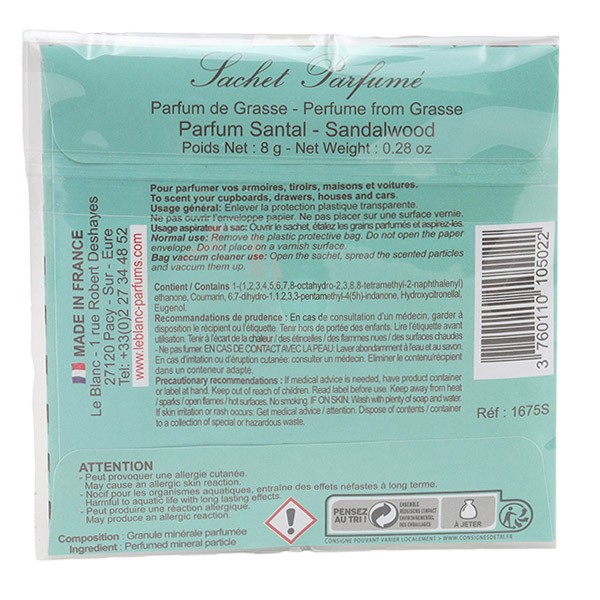 Sachet Parfumé
Parfum de Grasse - Perfume from Grasse
Parfum Santal - Sandalwood
Poids Net : 8 g - Net Weight : 0.28 oz
Pour parfumer vos armoires, tiroirs, maisons et voitures.
To scent your cupboards, drawers, houses and cars.
Usage général: Enlever la protection plastique transparente.
Ne pas ouvrir l'enveloppe papier. Ne pas placer sur une surface vernie.
Usage aspirateur à sac: Ouvrir le sachet, étalez les grains parfumés et aspirez-les.
Normal use: Remove the plastic protective bag. Do not open the paper
envelope. Do not place on a varnish surface.
Bag vaccum cleaner use: Open the sachet, spread the scented particles
and vaccum them up.
Content / Contains 1-(1,2,3,4,5,6,7,8-octahydro-2,3,8,8-tetramethyl-2-naphthalenyl)
ethanone, Coumarin, 6,7-dihydro-1,1,2,3,3-pentamethyl-4(5h)-indanone, Hydroxycitronellal,
Eugenol.
Recommandations de prudence : En cas de consultation d'un médecin, garder à
disposition le récipient ou l'étiquette. Tenir hors de portée des enfants. Lire l'étiquette avant
utilisation. Tenir à l'écart de la chaleur / des étincelles / des flammes nues / des surfaces chaudes
- Ne pas fumer. EN CAS DE CONTACT AVEC LA PEAU: Laver abondamment à l'eau et au savon.
En cas d'irritation ou d'éruption cutanée: consulter un médecin. Eliminer le contenu/récipient
dans un conteneur adapté.
Precautionary recommendations : If medical advice is needed, have product container
or label at hand. Keep out of reach of children. Read label before use. Keep away from heat
/ sparks / open flames / hot surfaces. No smoking. IF ON SKIN: Wash with plenty of soap and water.
If skin irritation or rash occurs: Get medical advice / attention. Dispose of contents / container
to a collection of special or hazardous waste.
MADE IN FRANCE
Le Blanc - 1 rue Robert Deshayes
27120 Pacy - Sur - Eure
Tel: +33(0)2 27 34 48 52
www.leblanc-parfums.com
3 760110 105022
Réf : 1675S
ATTENTION
- Peut provoquer une allergie cutanée.
May cause an allergic skin reaction.
- Nocif pour les organismes aquatiques, entraîne des effets néfastes à long terme.
Harmful to aquatic life with long lasting effects.
- Peut produire une réaction allergique.
May produce an allergic reaction.
Composition : Granule minérale parfumée
Ingredient : Perfumed mineral particle
PENSEZ
AU TRI !
ENSEMBLE
RÉDUISONS L'IMPACT
ENVIRONNEMENTAL
DES EMBALLAGES
À JETER
CONSIGNE POUVANT VARIER LOCALEMENT > WWW.CONSIGNESDETRI.FR